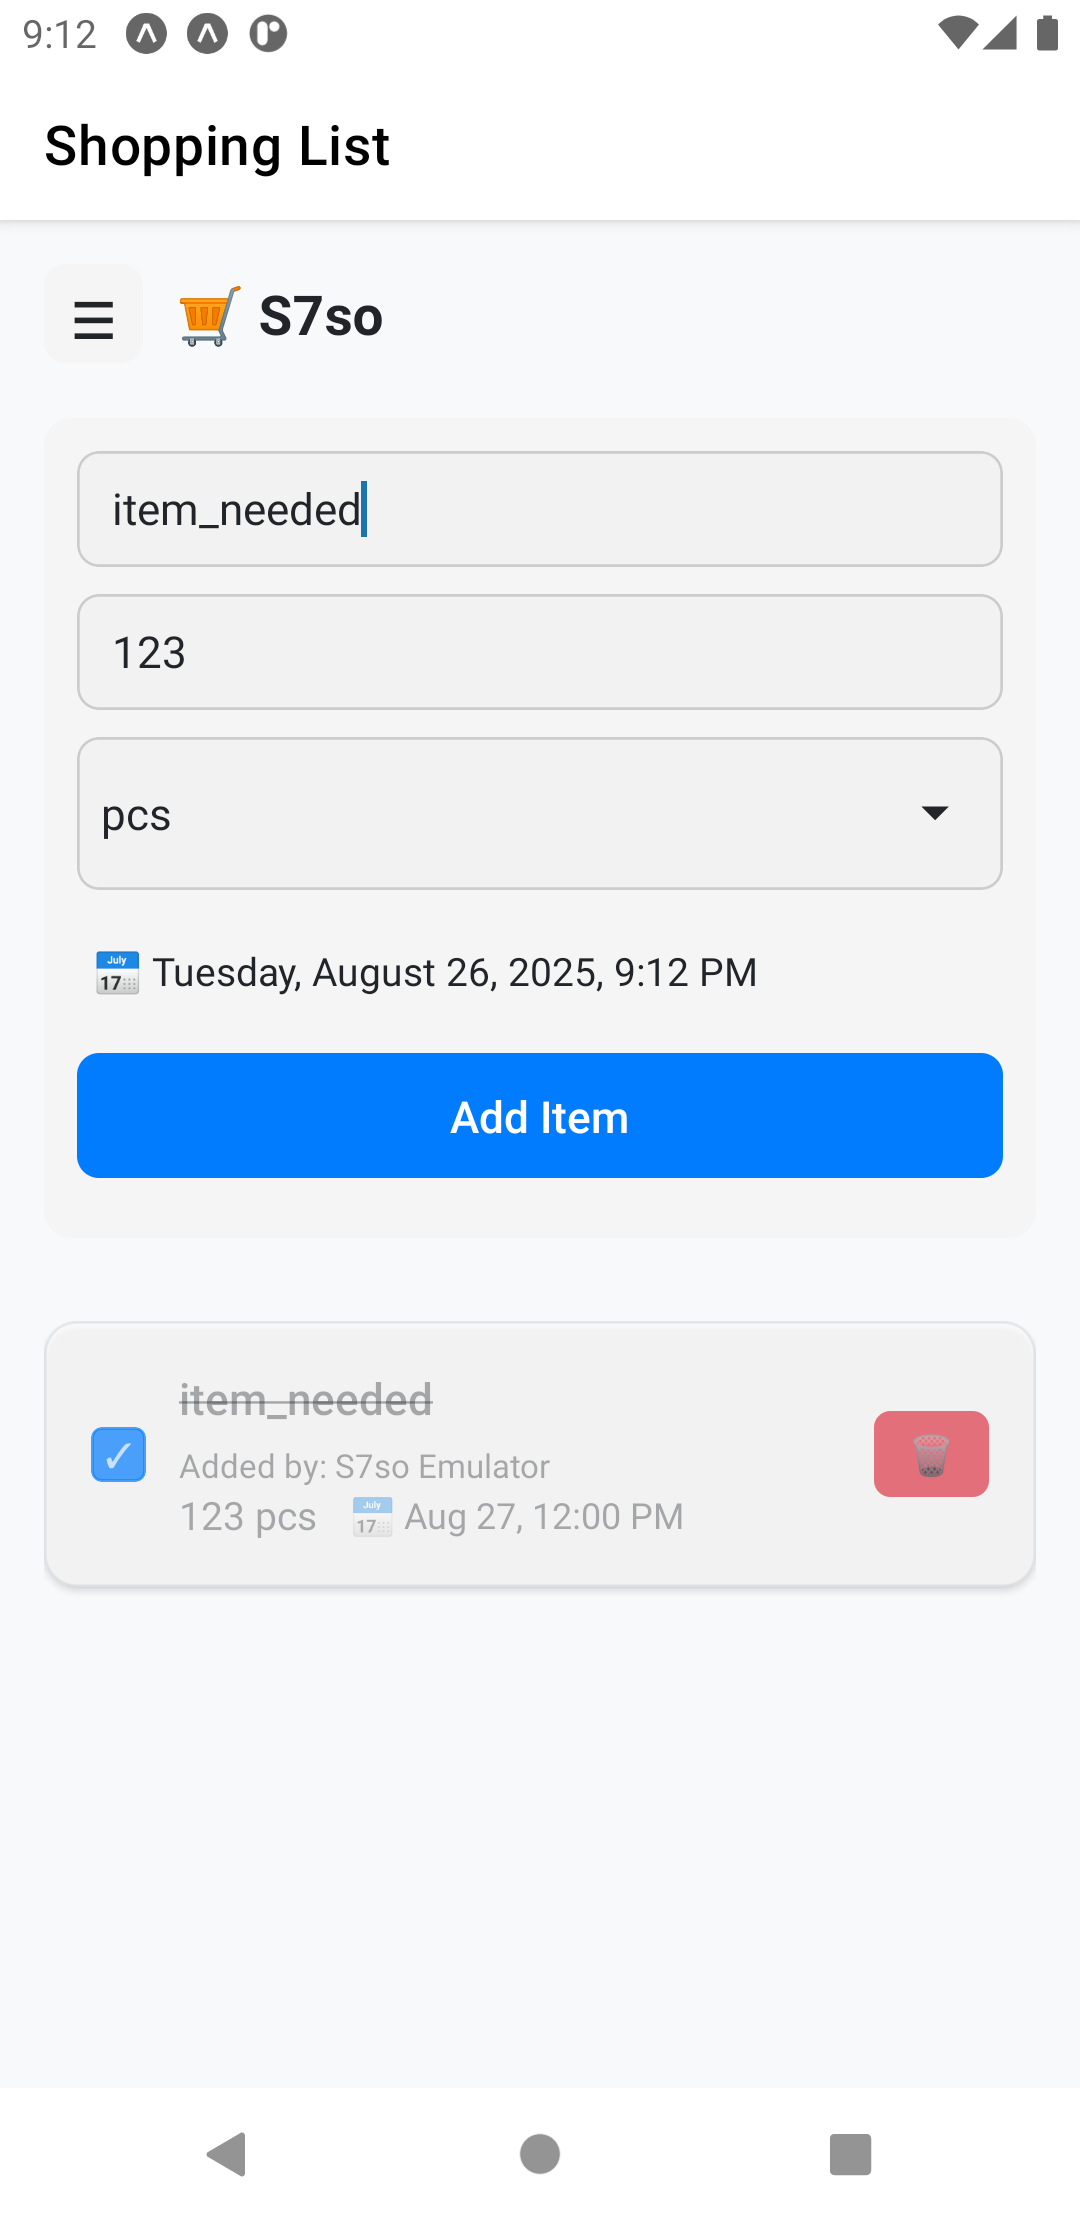 9:12
Shopping List
☰ 🛒 S7so
item_needed
123
pcs
📅 Tuesday, August 26, 2025, 9:12 PM
Add Item
item_needed
✓
Added by: S7so Emulator
123 pcs 📅 Aug 27, 12:00 PM
🗑️